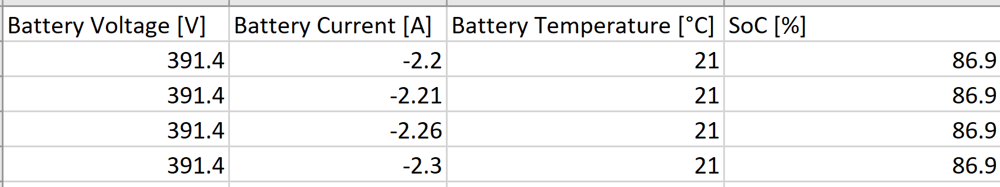 Battery Voltage [V] Battery Current [A] Battery Temperature [°C] SoC [%]
391.4 -2.2 21 86.9
391.4 -2.21 21 86.9
391.4 -2.26 21 86.9
391.4 -2.3 21 86.9